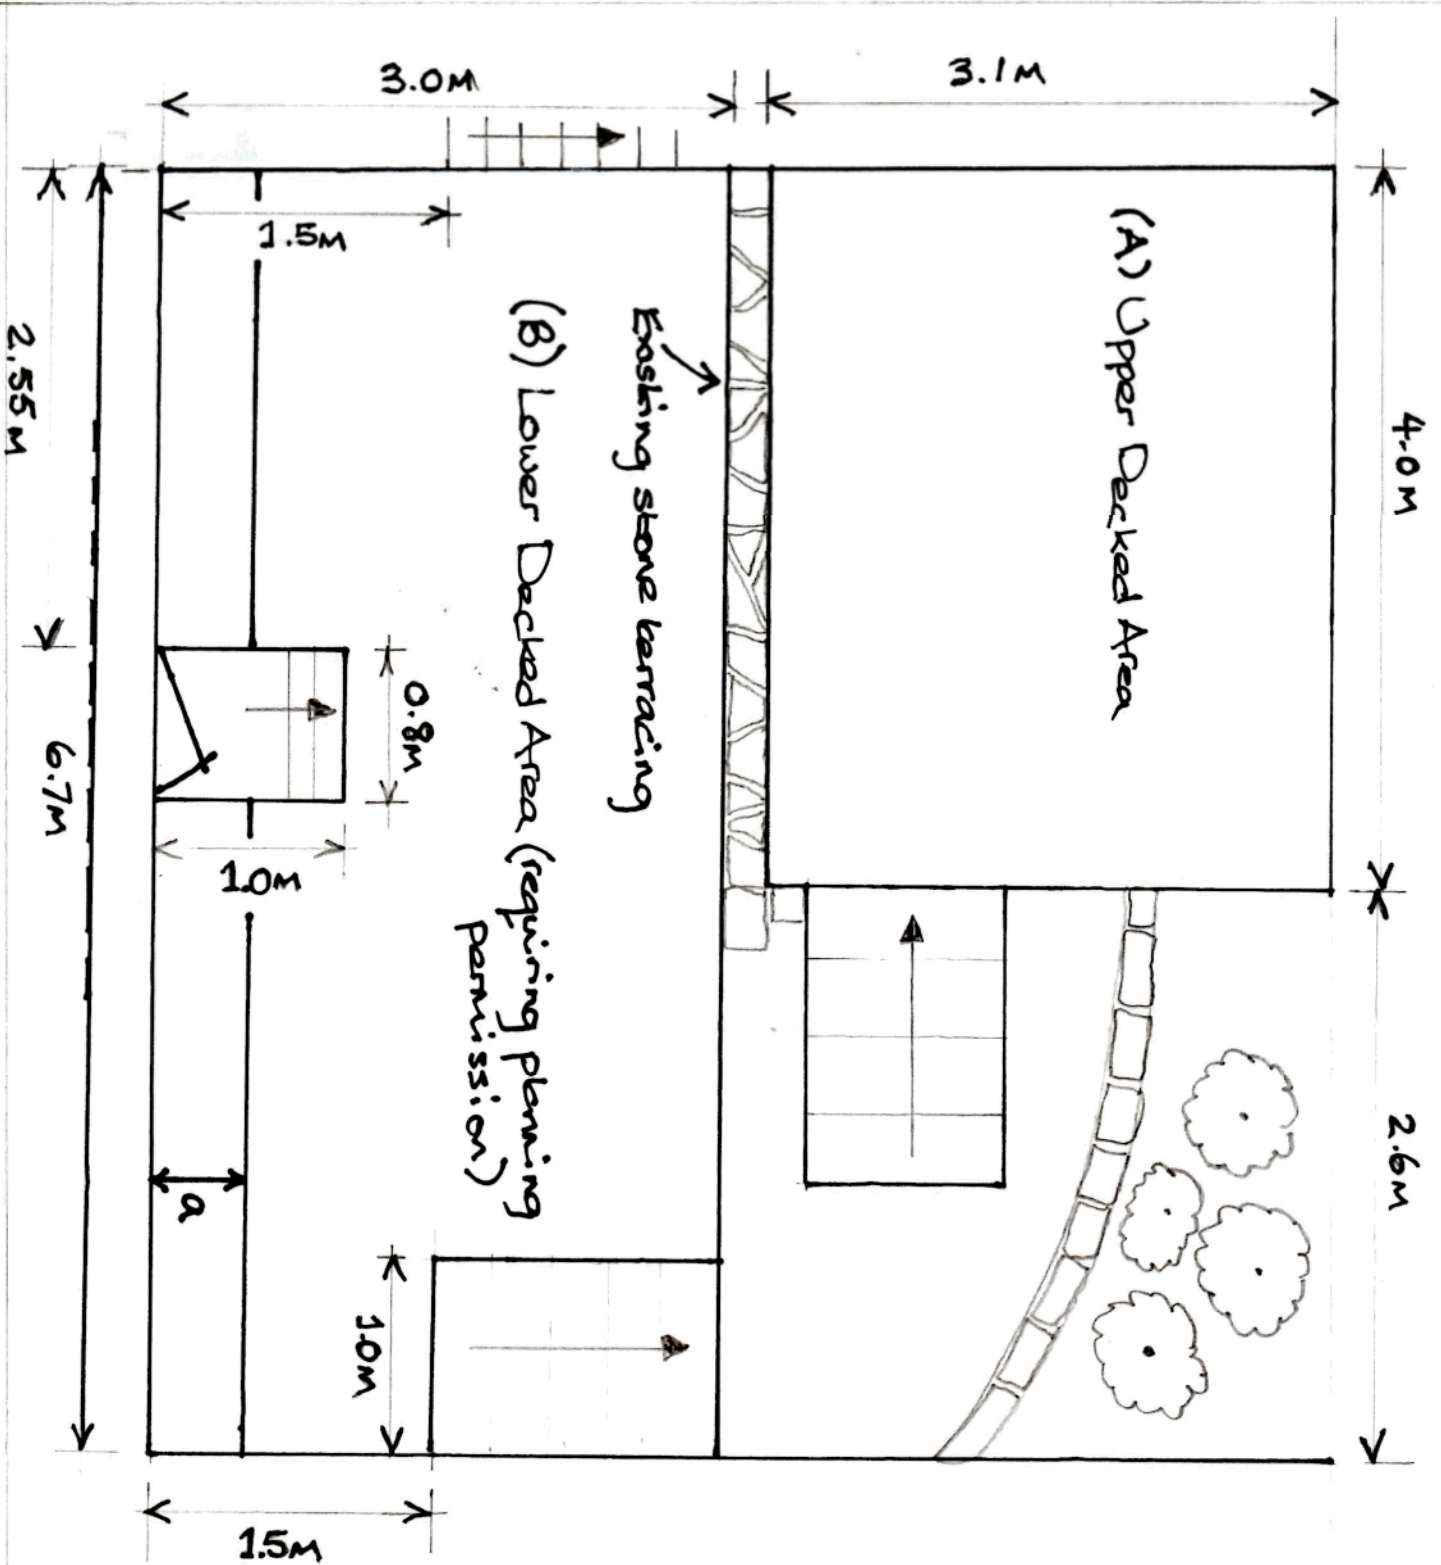 3.0M
3.1M
1.5M
(A) Upper Decked Area
4.0M
2.55M
Existing stone terracing
(B) Lower Decked Area (requiring planning
permission)
0.8M
6.7M
1.0M
2.6M
a
1.0M
1.5M